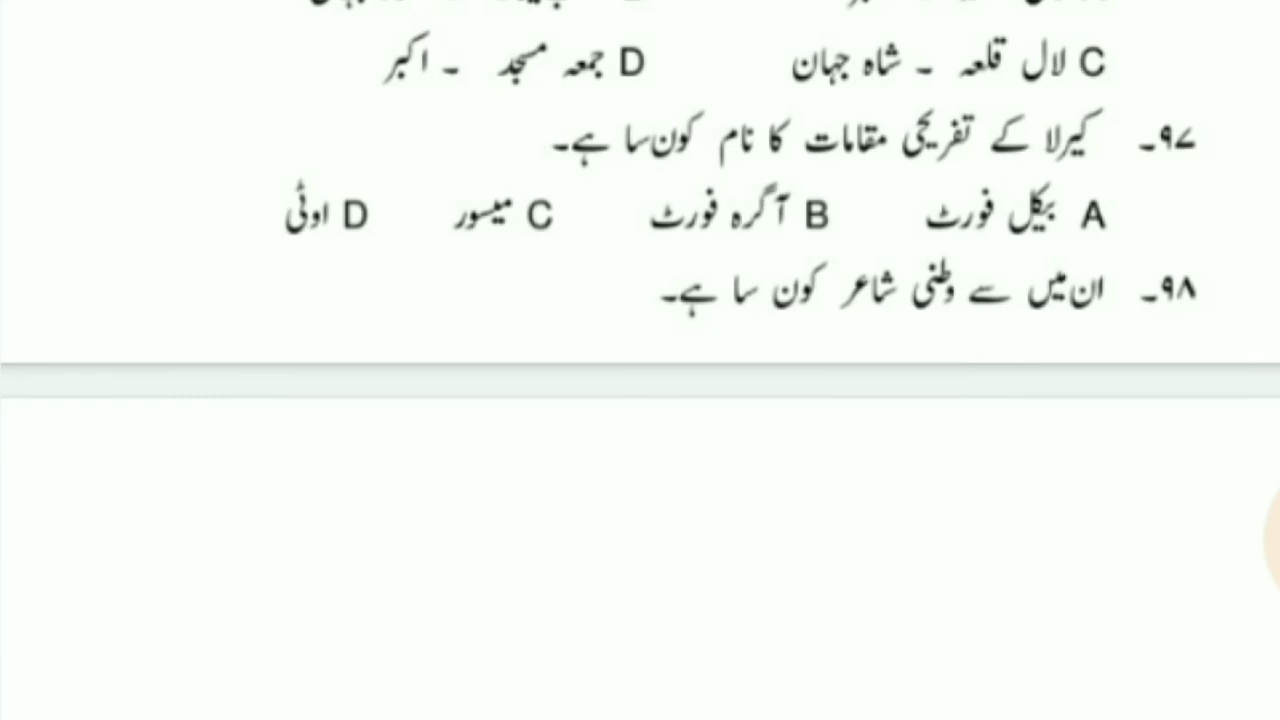 C لال قلعہ ۔ شاہ جہان D جمعہ مسجد ۔ اکبر
۹۷۔ کیرلا کے تفریحی مقامات کا نام کون سا ہے۔
A بیکل فورٹ B آگرہ فورٹ C میسور D اوٹی
۹۸۔ ان میں سے وطنی شاعر کون سا ہے۔